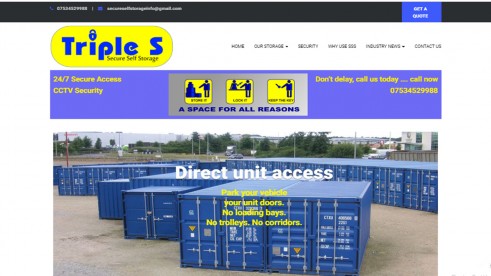 07534529988 | secureselfstorageinfo@gmail.com
GET A
QUOTE
Triple S
Secure Self Storage
HOME OUR STORAGE SECURITY WHY USE SSS INDUSTRY NEWS CONTACT US
24/7 Secure Access
CCTV Security
STORE IT LOCK IT KEEP THE KEY
A SPACE FOR ALL REASONS
Don't delay, call us today .... call now
07534529988
Direct unit access
Park your vehicle
your unit doors.
No loading bays.
No trolleys. No corridors.